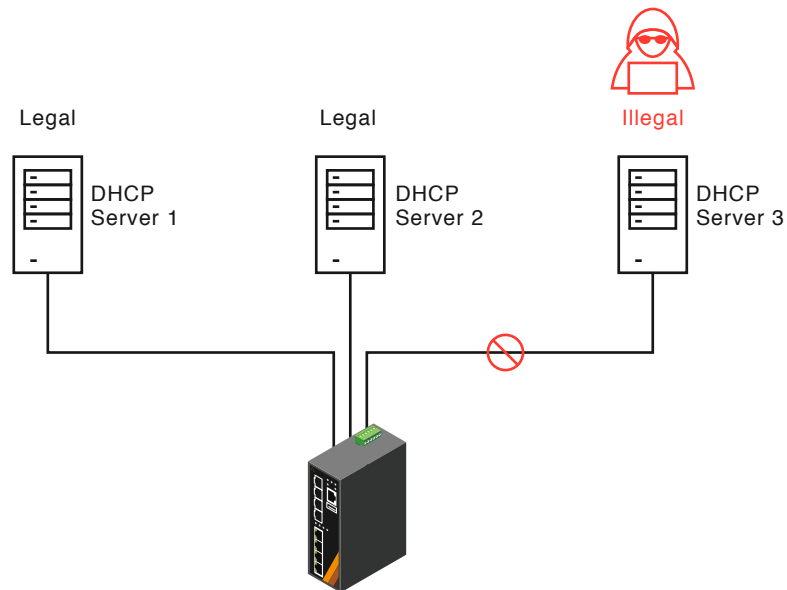 Legal
Legal
Illegal
DHCP
Server 1
DHCP
Server 2
DHCP
Server 3